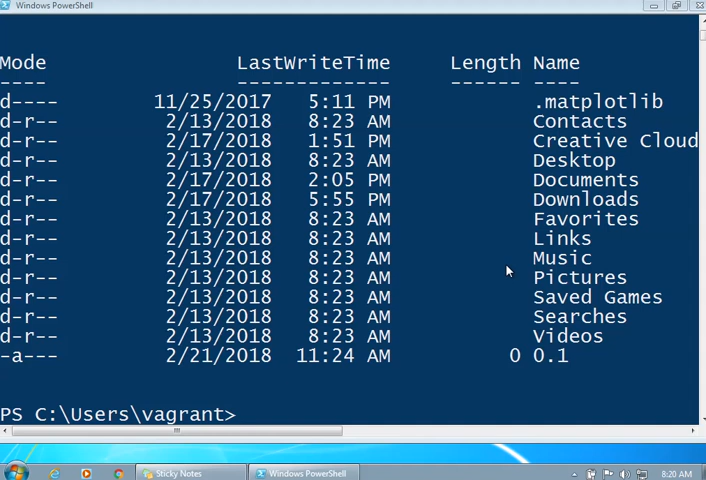 Windows PowerShell
Mode LastWriteTime Length Name
---- ------------- ------ ----
d---- 11/25/2017 5:11 PM .matplotlib
d-r-- 2/13/2018 8:23 AM Contacts
d-r-- 2/17/2018 1:51 PM Creative Cloud
d-r-- 2/13/2018 8:23 AM Desktop
d-r-- 2/17/2018 2:05 PM Documents
d-r-- 2/17/2018 5:55 PM Downloads
d-r-- 2/13/2018 8:23 AM Favorites
d-r-- 2/13/2018 8:23 AM Links
d-r-- 2/13/2018 8:23 AM Music
d-r-- 2/13/2018 8:23 AM Pictures
d-r-- 2/13/2018 8:23 AM Saved Games
d-r-- 2/13/2018 8:23 AM Searches
d-r-- 2/13/2018 8:23 AM Videos
-a--- 2/21/2018 11:24 AM 0 0.1
PS C:\Users\vagrant>
Sticky Notes Windows PowerShell 8:20 AM